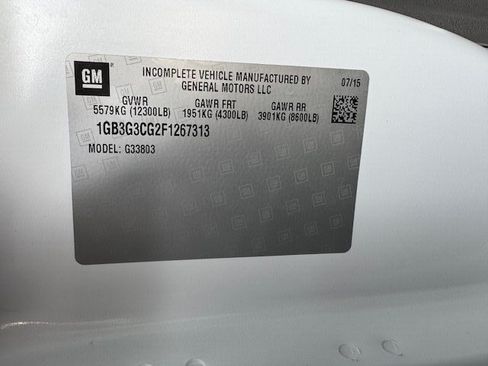 GM
INCOMPLETE VEHICLE MANUFACTURED BY
GENERAL MOTORS LLC
07/15
GVWR GAWR FRT GAWR RR
5579KG (12300LB) 1951KG (4300LB) 3901KG (8600LB)
1GB3G3CG2F1267313
MODEL: G33803